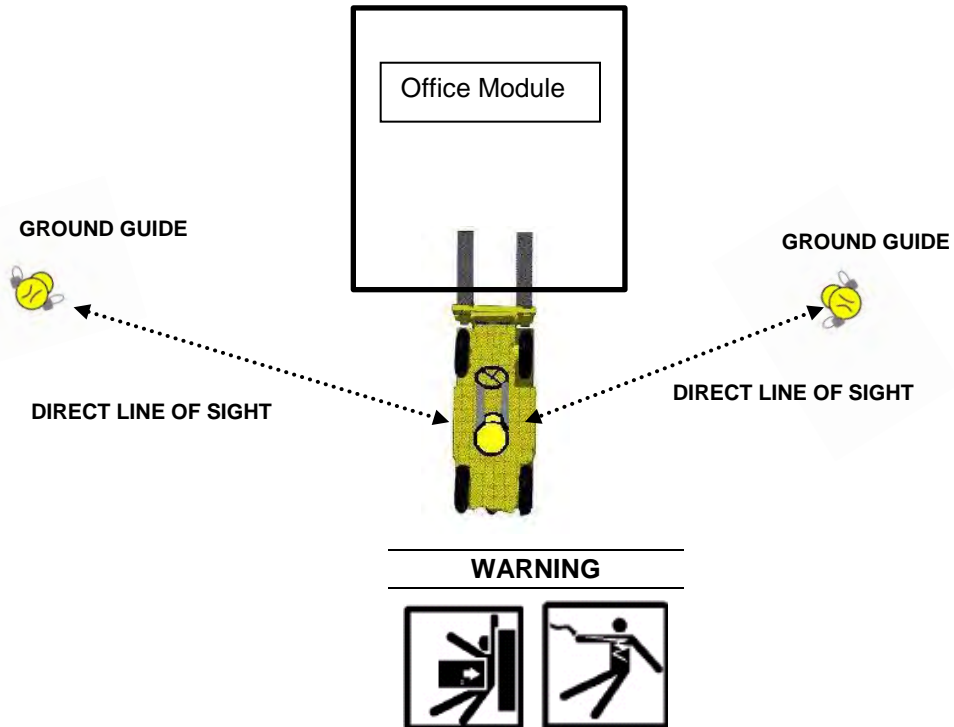 Office Module
GROUND GUIDE
GROUND GUIDE
DIRECT LINE OF SIGHT
DIRECT LINE OF SIGHT
WARNING